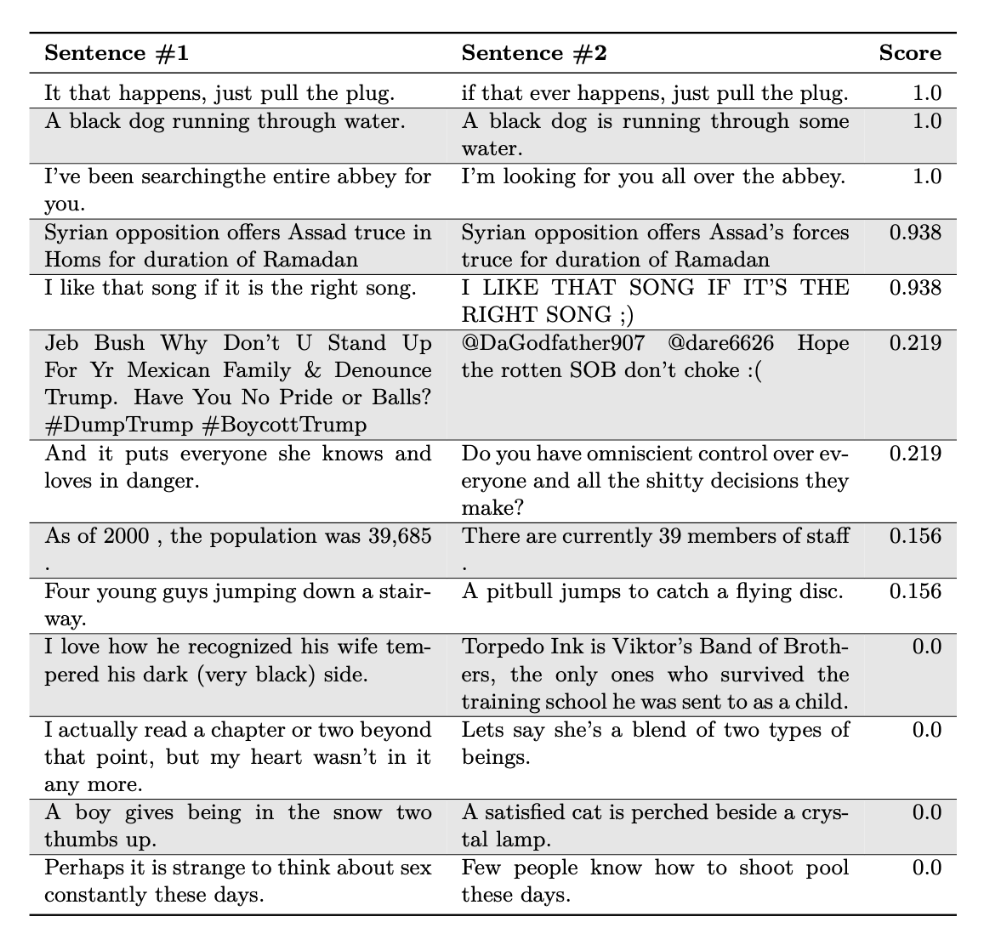 Sentence #1 Sentence #2 Score
It that happens, just pull the plug. if that ever happens, just pull the plug. 1.0
A black dog running through water. A black dog is running through some 1.0
water.
I've been searchingthe entire abbey for I'm looking for you all over the abbey. 1.0
you.
Syrian opposition offers Assad truce in Syrian opposition offers Assad's forces 0.938
Homs for duration of Ramadan truce for duration of Ramadan
I like that song if it is the right song. I LIKE THAT SONG IF IT'S THE 0.938
RIGHT SONG ;)
Jeb Bush Why Don't U Stand Up @DaGodfather907 @dare6626 Hope 0.219
For Yr Mexican Family & Denounce the rotten SOB don't choke :(
Trump. Have You No Pride or Balls?
#DumpTrump #BoycottTrump
And it puts everyone she knows and Do you have omniscient control over ev- 0.219
loves in danger. eryone and all the shitty decisions they
make?
As of 2000 , the population was 39,685 There are currently 39 members of staff 0.156
. .
Four young guys jumping down a stair- A pitbull jumps to catch a flying disc. 0.156
way.
I love how he recognized his wife tem- Torpedo Ink is Viktor's Band of Broth- 0.0
pered his dark (very black) side. ers, the only ones who survived the
training school he was sent to as a child.
I actually read a chapter or two beyond Lets say she's a blend of two types of 0.0
that point, but my heart wasn't in it beings.
any more.
A boy gives being in the snow two A satisfied cat is perched beside a crys- 0.0
thumbs up. tal lamp.
Perhaps it is strange to think about sex Few people know how to shoot pool 0.0
constantly these days. these days.